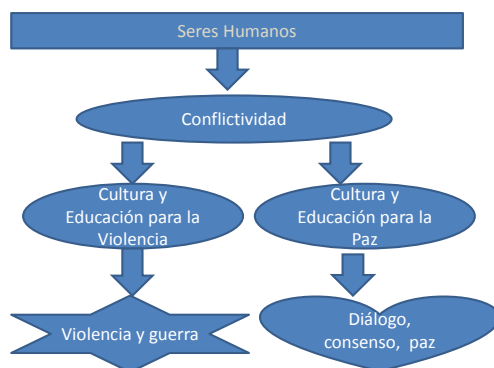 Seres Humanos
Conflictividad
Cultura y
Educación para la
Violencia
Cultura y
Educación para la
Paz
Violencia y guerra
Diálogo,
consenso, paz